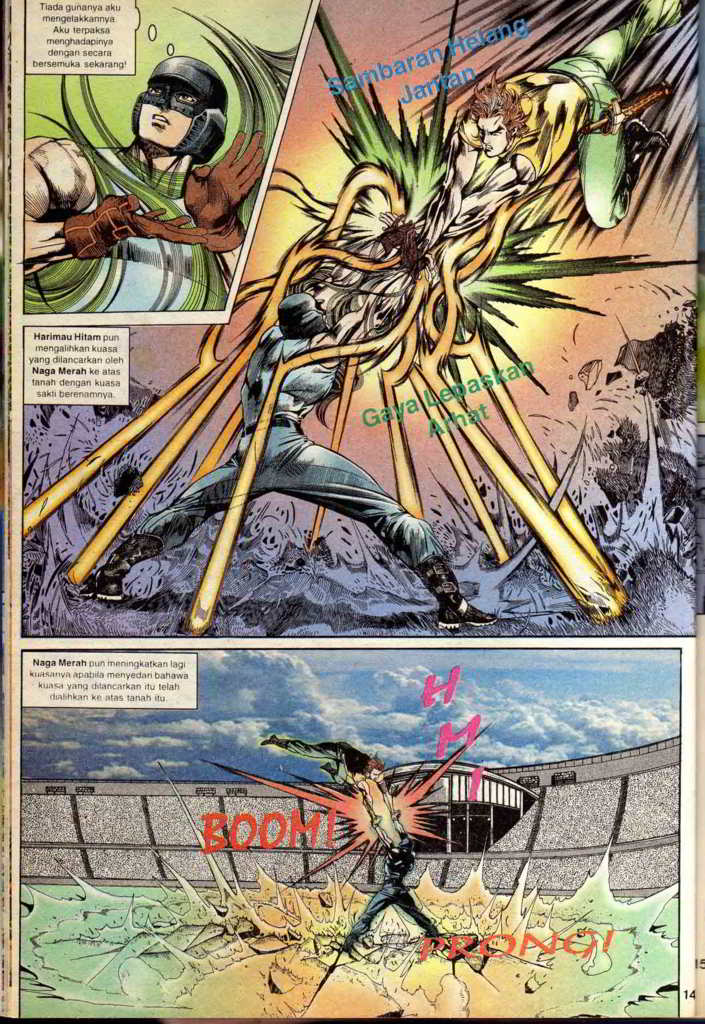 Tiada gunanya aku
mengelakkannya.
Aku terpaksa
menghadapinya
dengan secara
bersemuka sekarang!
Sambaran Helang
Jantan
Harimau Hitam pun
mengalihkan kuasa
yang dilancarkan oleh
Naga Merah ke atas
tanah dengan kuasa
sakti berenamnya.
Gaya Lepaskan
Arhat
Naga Merah pun meningkatkan lagi
kuasanya apabila menyedari bahawa
kuasa yang dilancarkan itu telah
dialihkan ke atas tanah itu.
H
M
I
BOOM!
PRONG!
14
15